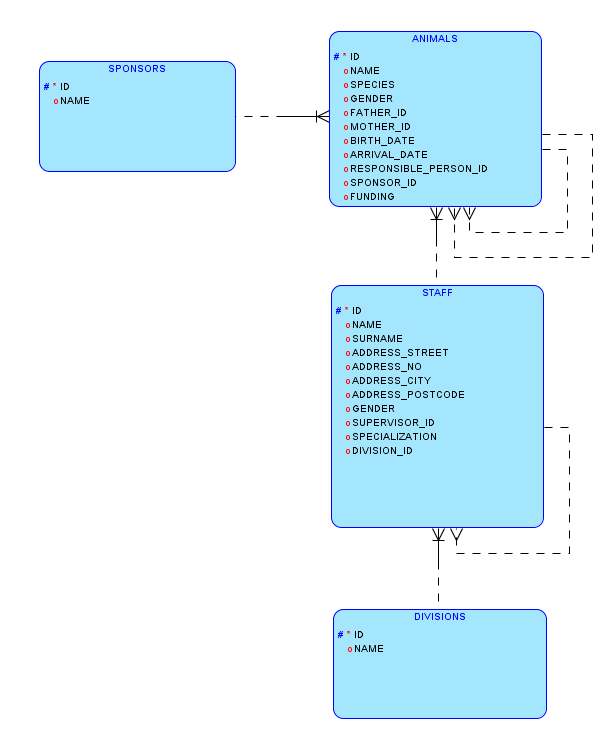 SPONSORS
# * ID
o NAME
ANIMALS
# * ID
o NAME
o SPECIES
o GENDER
o FATHER_ID
o MOTHER_ID
o BIRTH_DATE
o ARRIVAL_DATE
o RESPONSIBLE_PERSON_ID
o SPONSOR_ID
o FUNDING
STAFF
# * ID
o NAME
o SURNAME
o ADDRESS_STREET
o ADDRESS_NO
o ADDRESS_CITY
o ADDRESS_POSTCODE
o GENDER
o SUPERVISOR_ID
o SPECIALIZATION
o DIVISION_ID
DIVISIONS
# * ID
o NAME